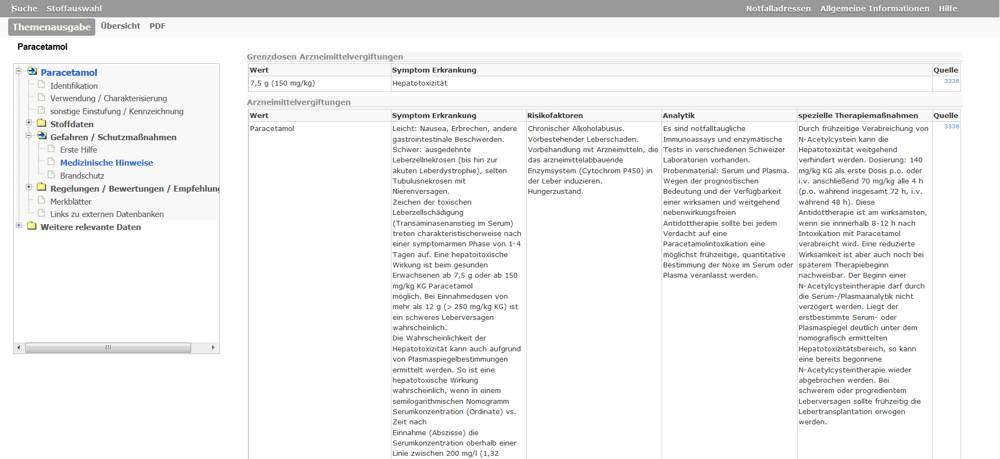 Suche Stoffauswahl Notfalladressen Allgemeine Informationen Hilfe
Themenausgabe Übersicht PDF
Paracetamol
Paracetamol
Identifikation
Verwendung / Charakterisierung
sonstige Einstufung / Kennzeichnung
Stoffdaten
Gefahren / Schutzmaßnahmen
Erste Hilfe
Medizinische Hinweise
Brandschutz
Regelungen / Bewertungen / Empfehlung
Merkblätter
Links zu externen Datenbanken
Weitere relevante Daten
Grenzdosen Arzneimittelvergiftungen
Wert Symptom Erkrankung Quelle
7,5 g (150 mg/kg) Hepatotoxizität 3338
Arzneimittelvergiftungen
Wert Symptom Erkrankung Risikofaktoren Analytik spezielle Therapiemaßnahmen Quelle
Paracetamol
Leicht: Nausea, Erbrechen, andere
gastrointestinale Beschwerden.
Schwer: ausgedehnte
Leberzellnekrosen (bis hin zur
akuten Leberdystrophie), selten
Tubulusnekrosen mit
Nierenversagen.
Zeichen der toxischen
Leberzellschädigung
(Transaminasenanstieg im Serum)
treten charakteristischerweise nach
einer symptomarmen Phase von 1-4
Tagen auf. Eine hepatoitoxische
Wirkung ist beim gesunden
Erwachsenen ab 7,5 g oder ab 150
mg/kg KG Paracetamol
möglich. Bei Einnahmedosen von
mehr als 12 g (> 250 mg/kg KG) ist
ein schweres Leberversagen
wahrscheinlich.
Die Wahrscheinlichkeit der
Hepatotoxizität kann auch aufgrund
von Plasmaspiegelbestimmungen
ermittelt werden. So ist eine
hepatotoxische Wirkung
wahrscheinlich, wenn in einem
semilogarithmischen Nomogramm
Serumkonzentration (Ordinate) vs.
Zeit nach
Einnahme (Abszisse) die
Serumkonzentration oberhalb einer
Linie zwischen 200 mg/l (1,32
Chronischer Alkoholabusus.
Vorbestehender Leberschaden.
Vorbehandlung mit Arzneimitteln, die
das arzneimittelabbauende
Enzymsystem (Cytochrom P450) in
der Leber induzieren.
Hungerzustand.
Es sind notfalltaugliche
Immunoassays und enzymatische
Tests in verschiedenen Schweizer
Laboratorien vorhanden.
Probenmaterial: Serum und Plasma.
Wegen der prognostischen
Bedeutung und der Verfügbarkeit
einer wirksamen und weitgehend
nebenwirkungsfreien
Antidottherapie sollte bei jedem
Verdacht auf eine
Paracetamolintoxikation eine
möglichst frühzeitige, quantitative
Bestimmung der Noxe im Serum oder
Plasma veranlasst werden.
Durch frühzeitige Verabreichung von
N-Acetylcystein kann die
Hepatotoxizität weitgehend
verhindert werden. Dosierung: 140
mg/kg KG als erste Dosis p.o. oder
i.v. anschließend 70 mg/kg alle 4 h
(p.o. während insgesamt 72 h, i.v.
während 48 h). Diese
Antidottherapie ist am wirksamsten,
wenn sie innnerhalb 8-12 h nach
Intoxikation mit Paracetamol
verabreicht wird. Eine reduzierte
Wirksamkeit ist aber auch noch bei
späterem Therapiebeginn
nachweisbar. Der Beginn einer
N-Acetylcysteintherapie darf durch
die Serum-/Plasmaanalytik nicht
verzögert werden. Liegt der
erstbestimmte Serum- oder
Plasmaspiegel deutlich unter dem
nomografisch ermittelten
Hepatotoxizitätsbereich, so kann
eine bereits begonnene
N-Acetylcysteintherapie wieder
abgebrochen werden. Bei
schwerem oder progredientem
Leberversagen sollte frühzeitig die
Lebertransplantation erwogen
werden.
3338